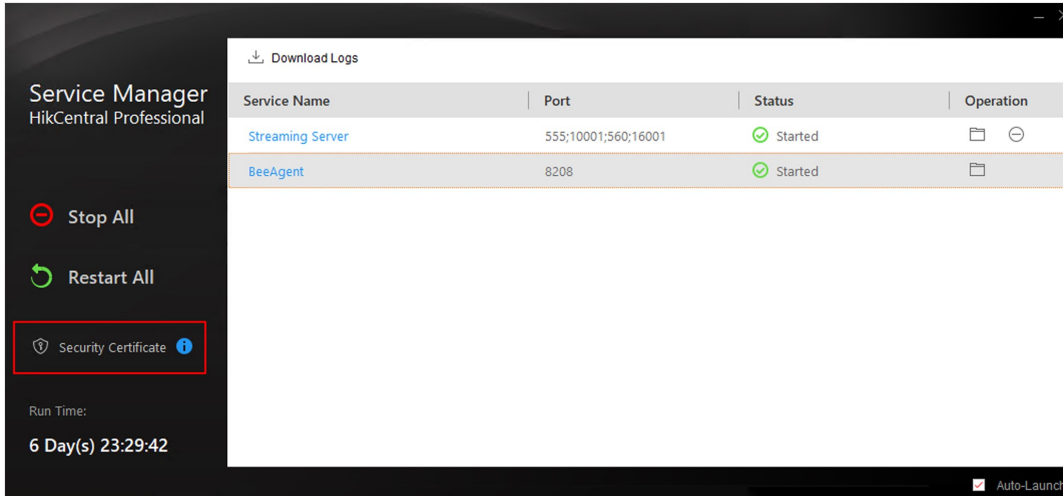 Download Logs
Service Manager
HikCentral Professional
Service Name Port Status Operation
Streaming Server 555;10001;560;16001 Started
BeeAgent 8208 Started
Stop All
Restart All
Security Certificate
Run Time:
6 Day(s) 23:29:42
Auto-Launch